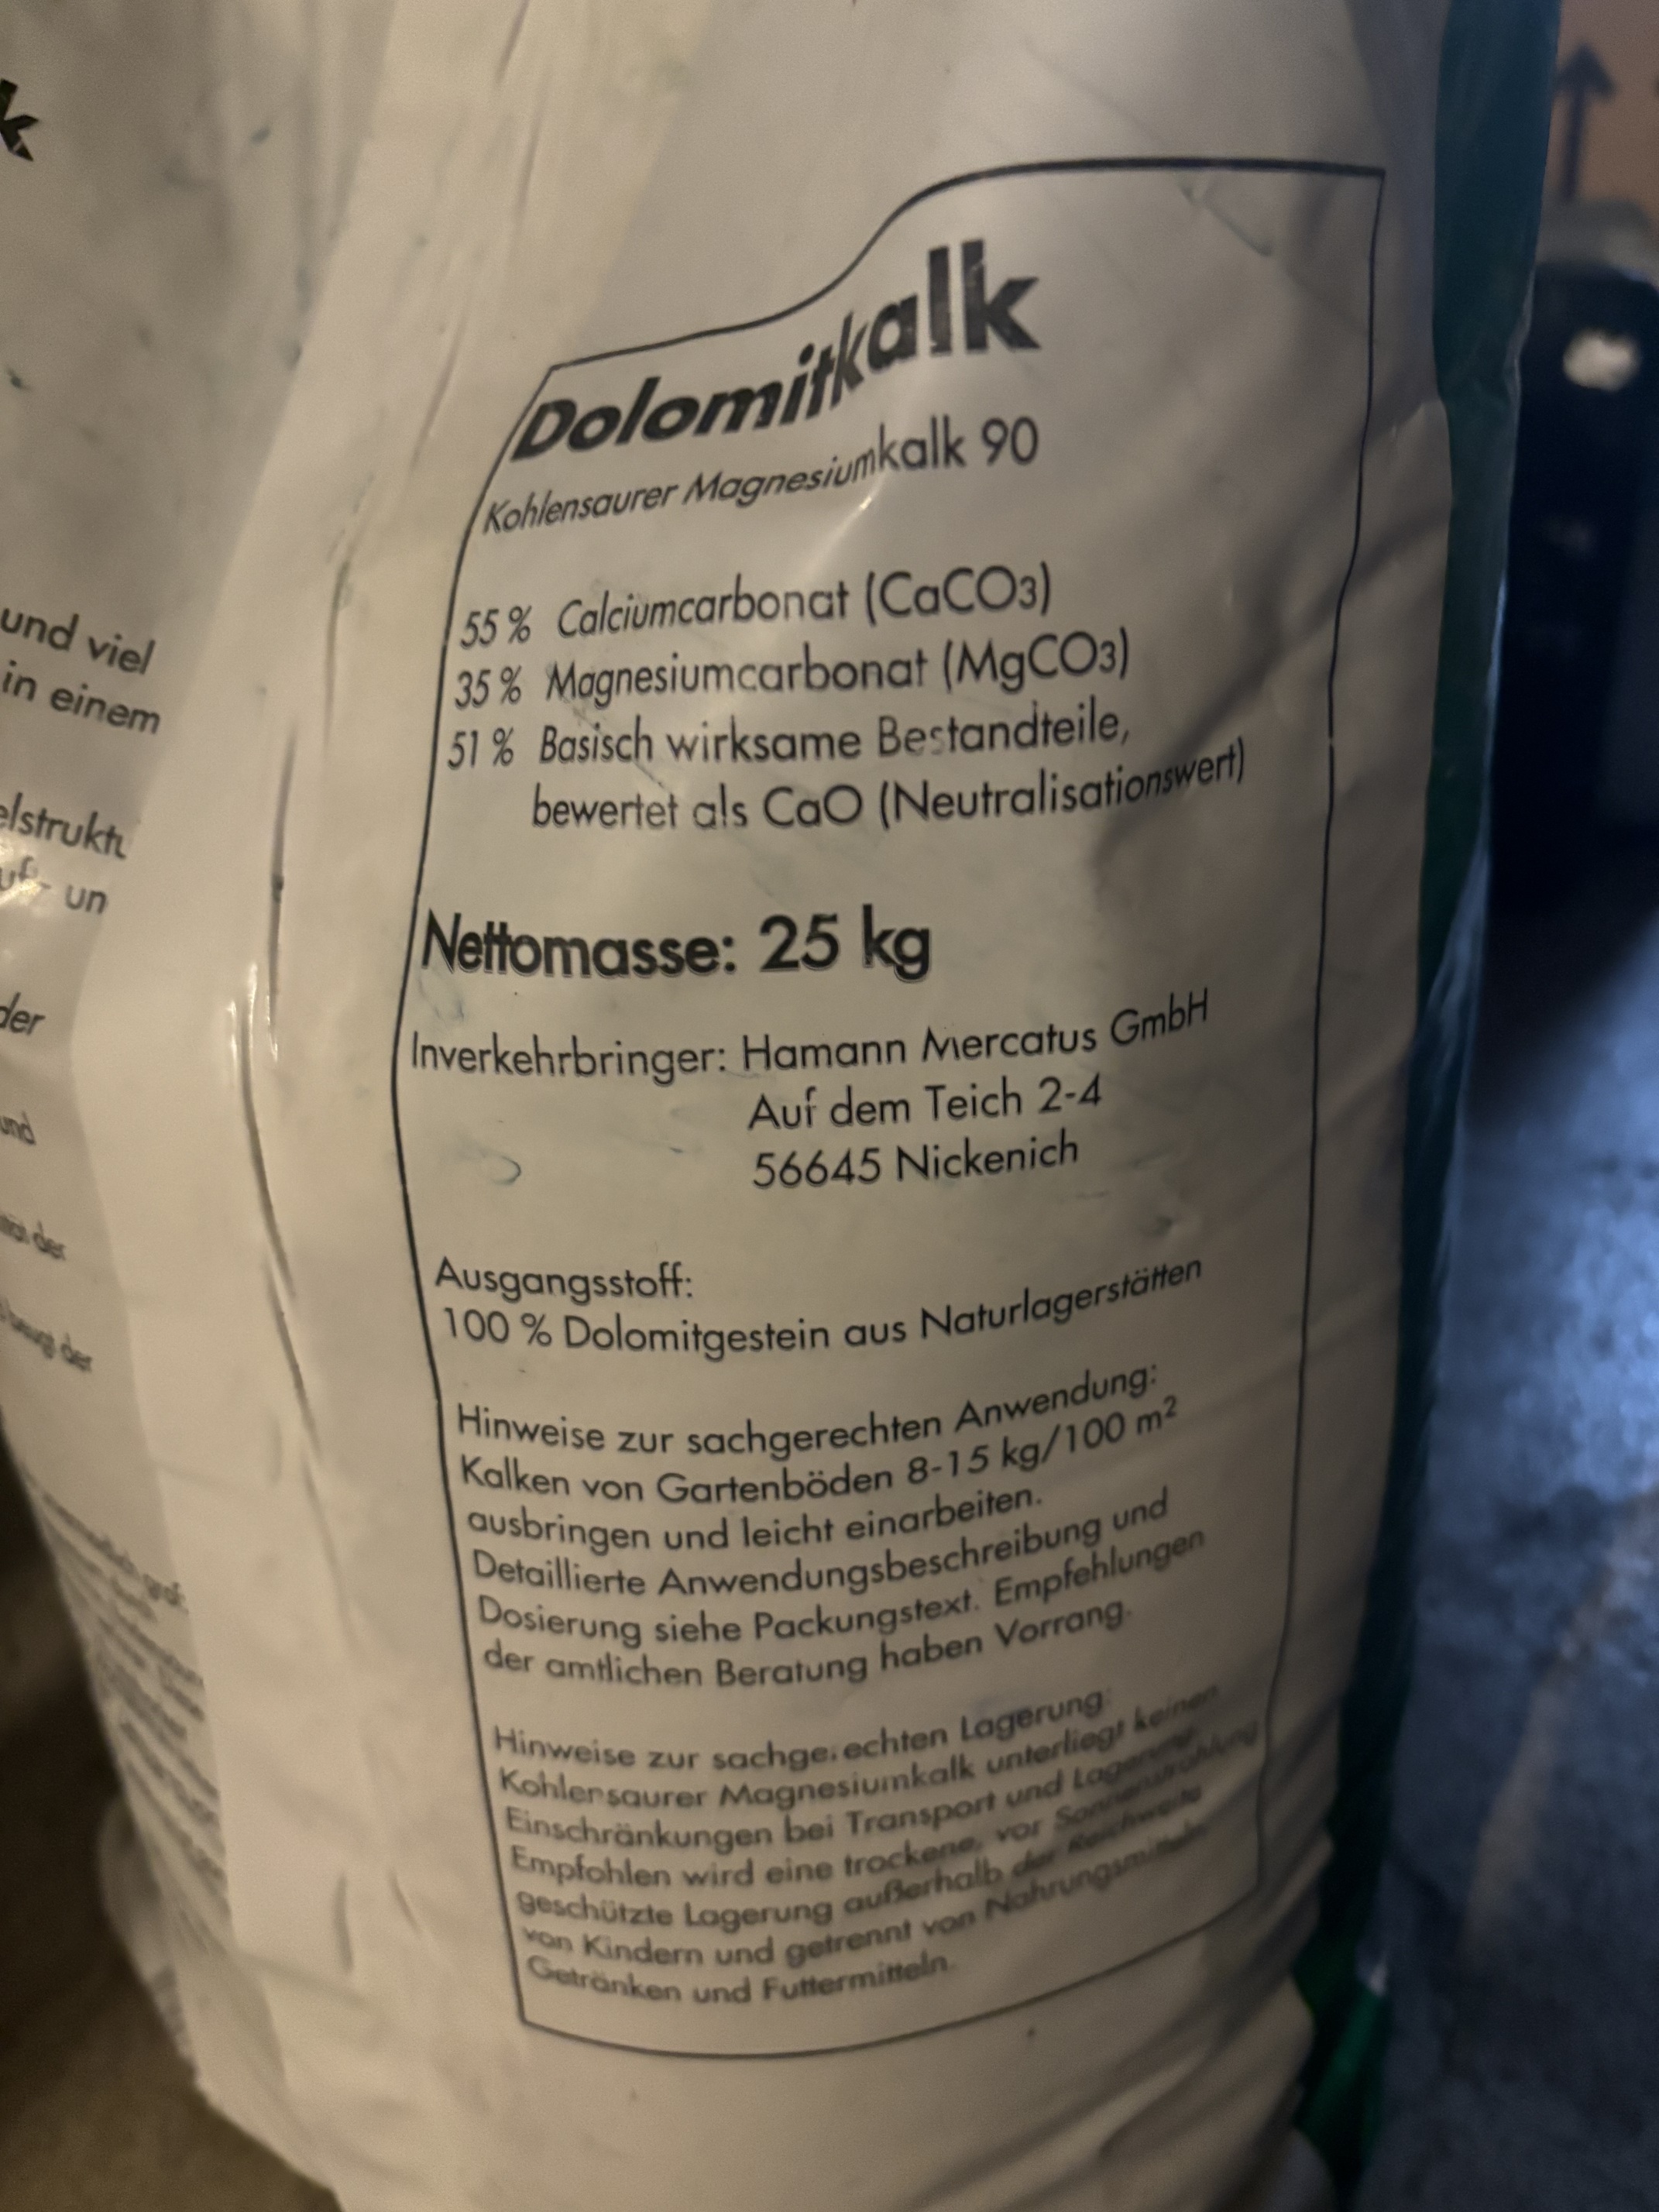 k
und viel
in einem
der
und
Dolomitkalk
Kohlensaurer Magnesiumkalk 90
55 % Calciumcarbonat (CaCO3)
35 % Magnesiumcarbonat (MgCO3)
51 % Basisch wirksame Bestandteile,
bewertet als CaO (Neutralisationswert)
Nettomasse: 25 kg
Inverkehrbringer: Hamann Mercatus GmbH
Auf dem Teich 2-4
56645 Nickenich
Ausgangsstoff:
100 % Dolomitgestein aus Naturlagerstätten
Hinweise zur sachgerechten Anwendung:
Kalken von Gartenböden 8-15 kg/100 m²
ausbringen und leicht einarbeiten.
Detaillierte Anwendungsbeschreibung und
Dosierung siehe Packungstext. Empfehlungen
der amtlichen Beratung haben Vorrang.
Hinweise zur sachgerechten Lagerung:
Kohlensaurer Magnesiumkalk unterliegt keinen
Einschränkungen bei Transport und Lagerung.
Empfohlen wird eine trockene, vor Sonnenstrahlung
geschützte Lagerung außerhalb der Reichweite
von Kindern und getrennt von Nahrungsmitteln,
Getränken und Futtermitteln.